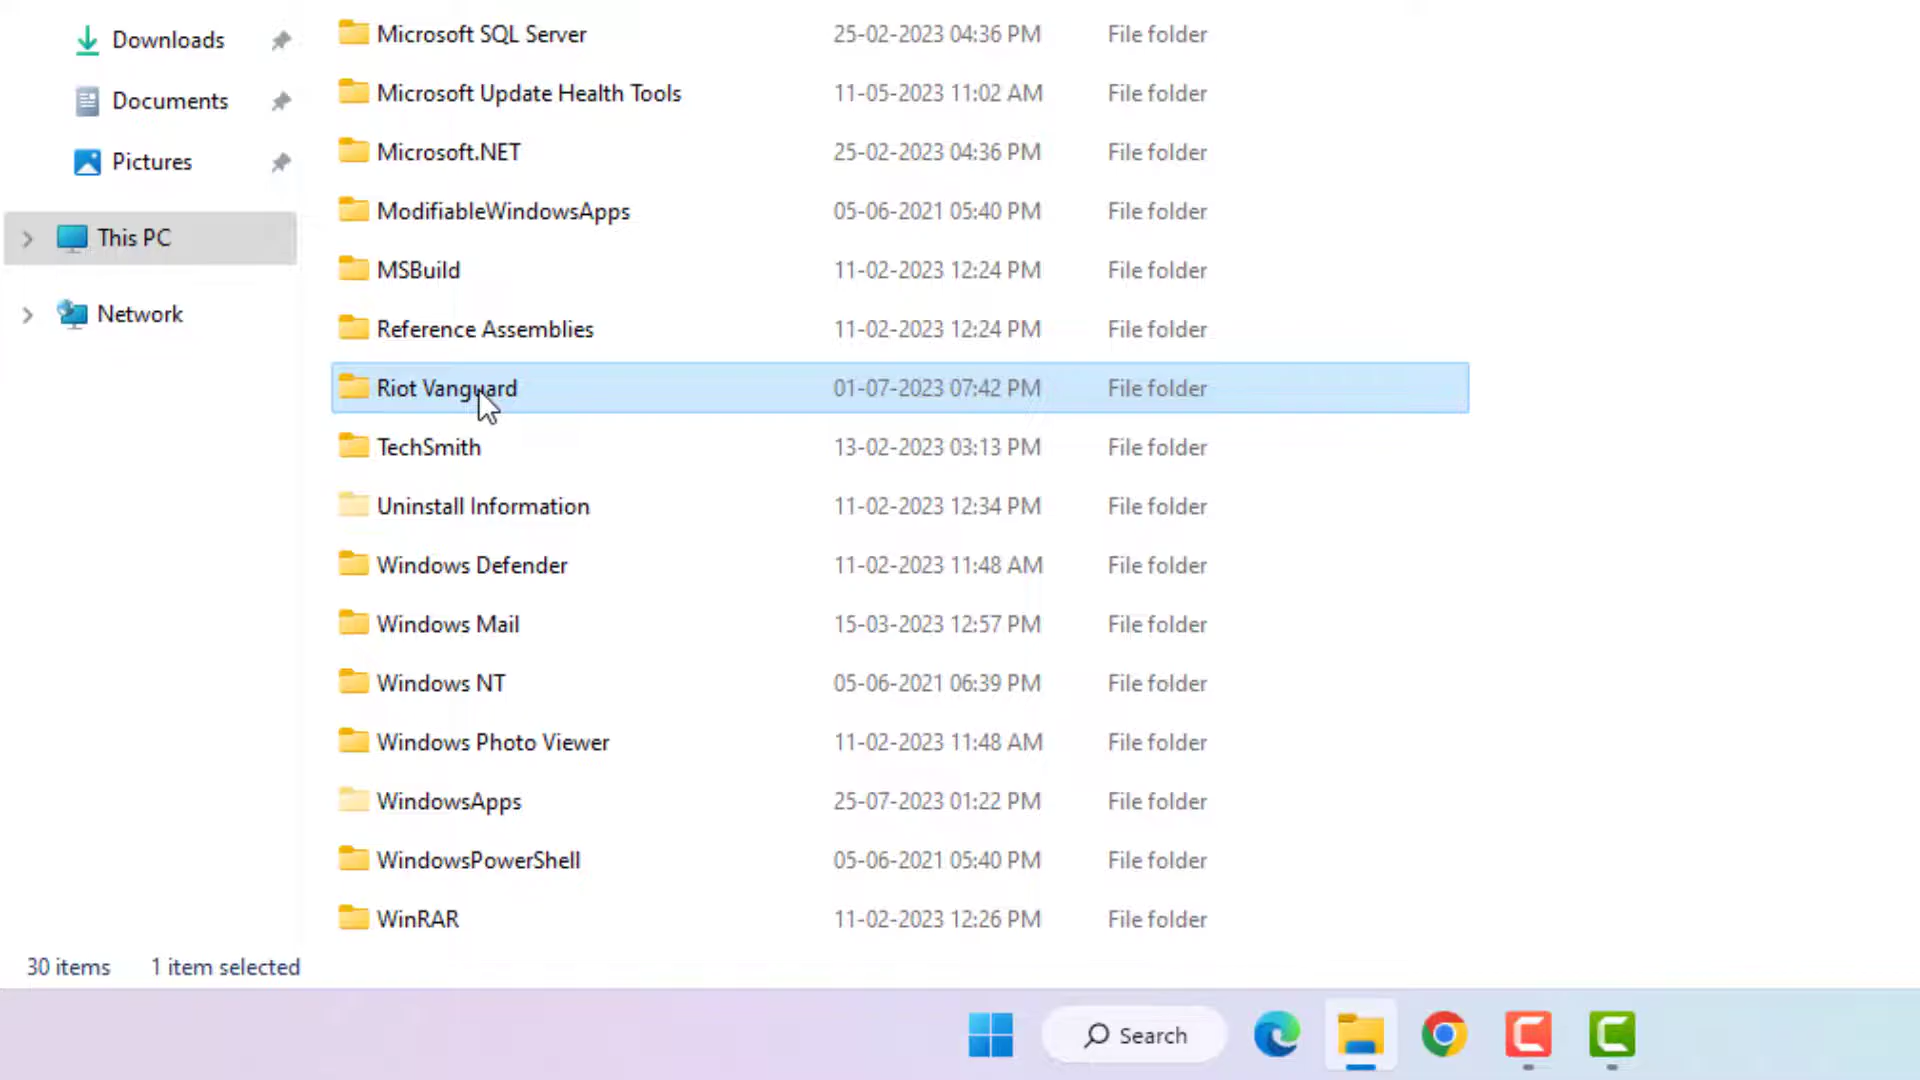 Downloads
Documents
Pictures
This PC
Network
Microsoft SQL Server 25-02-2023 04:36 PM File folder
Microsoft Update Health Tools 11-05-2023 11:02 AM File folder
Microsoft.NET 25-02-2023 04:36 PM File folder
ModifiableWindowsApps 05-06-2021 05:40 PM File folder
MSBuild 11-02-2023 12:24 PM File folder
Reference Assemblies 11-02-2023 12:24 PM File folder
Riot Vanguard 01-07-2023 07:42 PM File folder
TechSmith 13-02-2023 03:13 PM File folder
Uninstall Information 11-02-2023 12:34 PM File folder
Windows Defender 11-02-2023 11:48 AM File folder
Windows Mail 15-03-2023 12:57 PM File folder
Windows NT 05-06-2021 06:39 PM File folder
Windows Photo Viewer 11-02-2023 11:48 AM File folder
WindowsApps 25-07-2023 01:22 PM File folder
WindowsPowerShell 05-06-2021 05:40 PM File folder
WinRAR 11-02-2023 12:26 PM File folder
30 items 1 item selected
Search